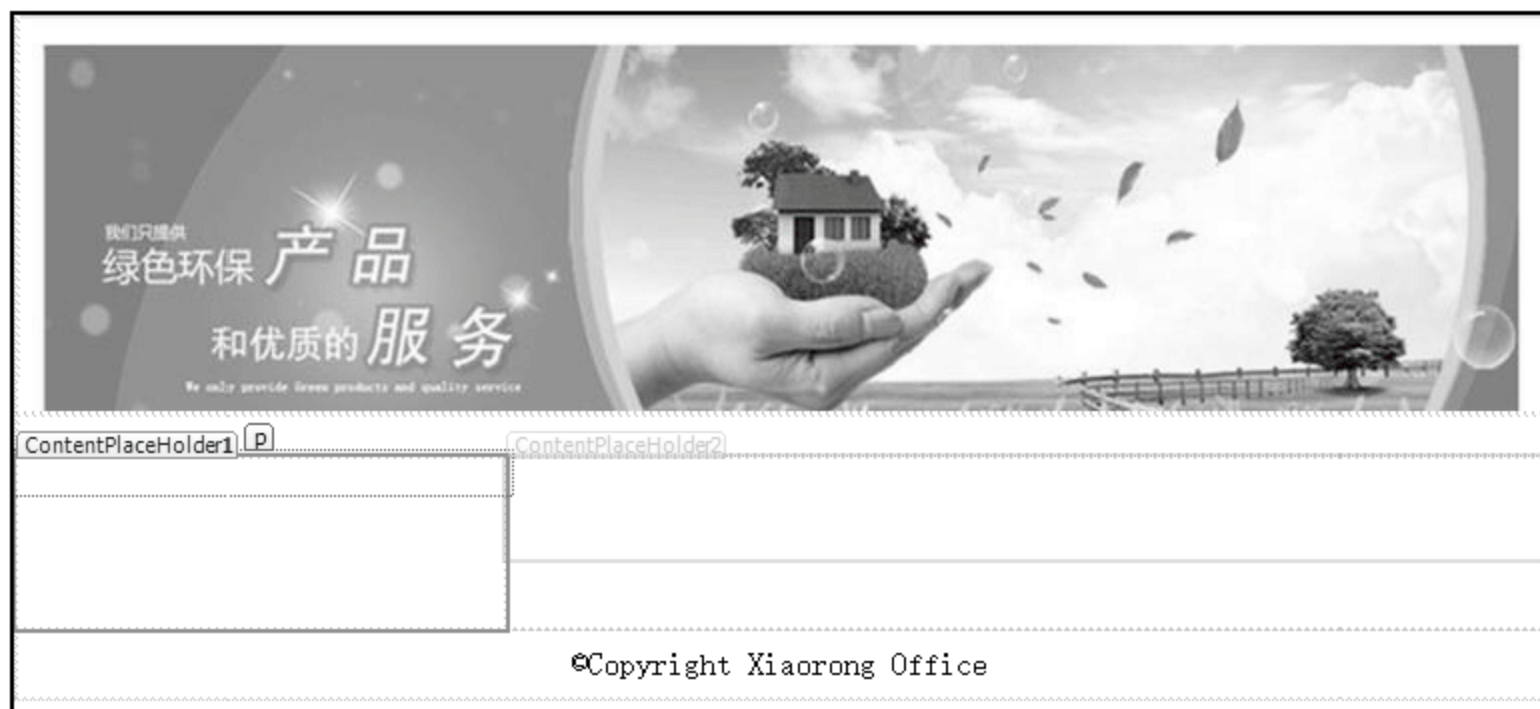 我们只提供
绿色环保 产 品
和优质的 服 务
We only provide Green products and quality service
ContentPlaceHolder1 p
ContentPlaceHolder2
©Copyright Xiaorong Office